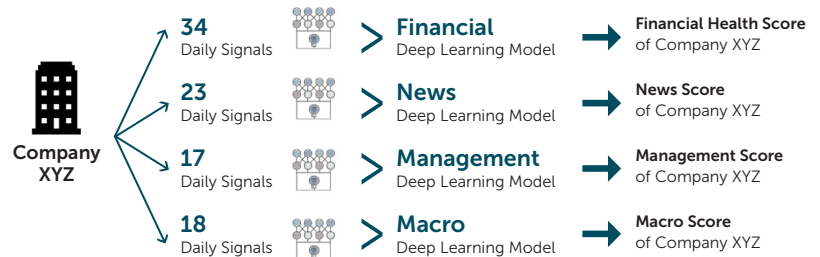 Company
XYZ
34
Daily Signals
Financial
Deep Learning Model
Financial Health Score
of Company XYZ
23
Daily Signals
News
Deep Learning Model
News Score
of Company XYZ
17
Daily Signals
Management
Deep Learning Model
Management Score
of Company XYZ
18
Daily Signals
Macro
Deep Learning Model
Macro Score
of Company XYZ